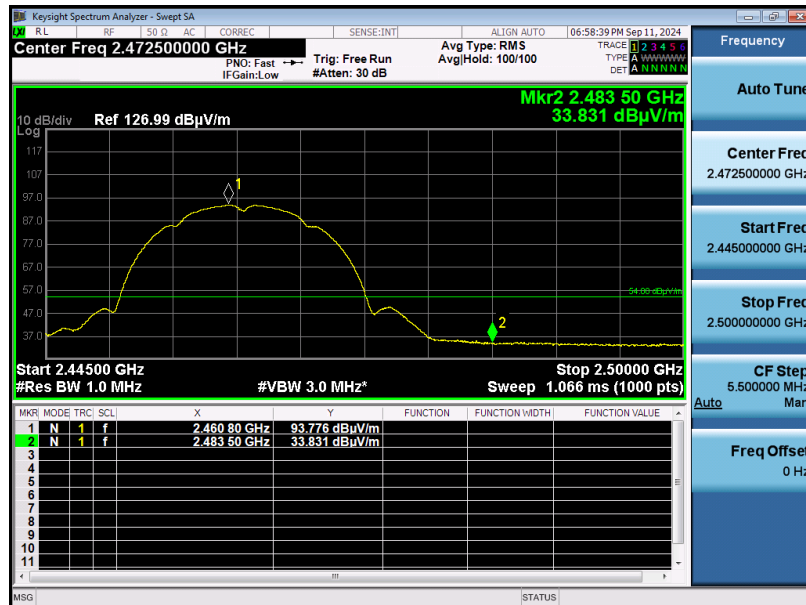 Keysight Spectrum Analyzer - Swept SA
LXI RL RF 50 Ω AC CORREC SENSE:INT ALIGN AUTO 06:58:39 PM Sep 11, 2024
Center Freq 2.472500000 GHz
PNO: Fast
IFGain:Low
Trig: Free Run
#Atten: 30 dB
Avg Type: RMS
Avg|Hold: 100/100
TRACE 1 2 3 4 5 6
TYPE A WWWWW
DET A N N N N N
Mkr2 2.483 50 GHz
33.831 dBµV/m
10 dB/div Ref 126.99 dBµV/m
Log
117
107
97.0
87.0
77.0
67.0
57.0
47.0
37.0
1
2
54.00 dBµV/m
Start 2.44500 GHz Stop 2.50000 GHz
#Res BW 1.0 MHz #VBW 3.0 MHz* Sweep 1.066 ms (1000 pts)
MKR MODE TRC SCL X Y FUNCTION FUNCTION WIDTH FUNCTION VALUE
1 N 1 f 2.460 80 GHz 93.776 dBµV/m
2 N 1 f 2.483 50 GHz 33.831 dBµV/m
3
4
5
6
7
8
9
10
11
MSG STATUS
Frequency
Auto Tune
Center Freq
2.472500000 GHz
Start Freq
2.445000000 GHz
Stop Freq
2.500000000 GHz
CF Step
5.500000 MHz
Auto Man
Freq Offset
0 Hz